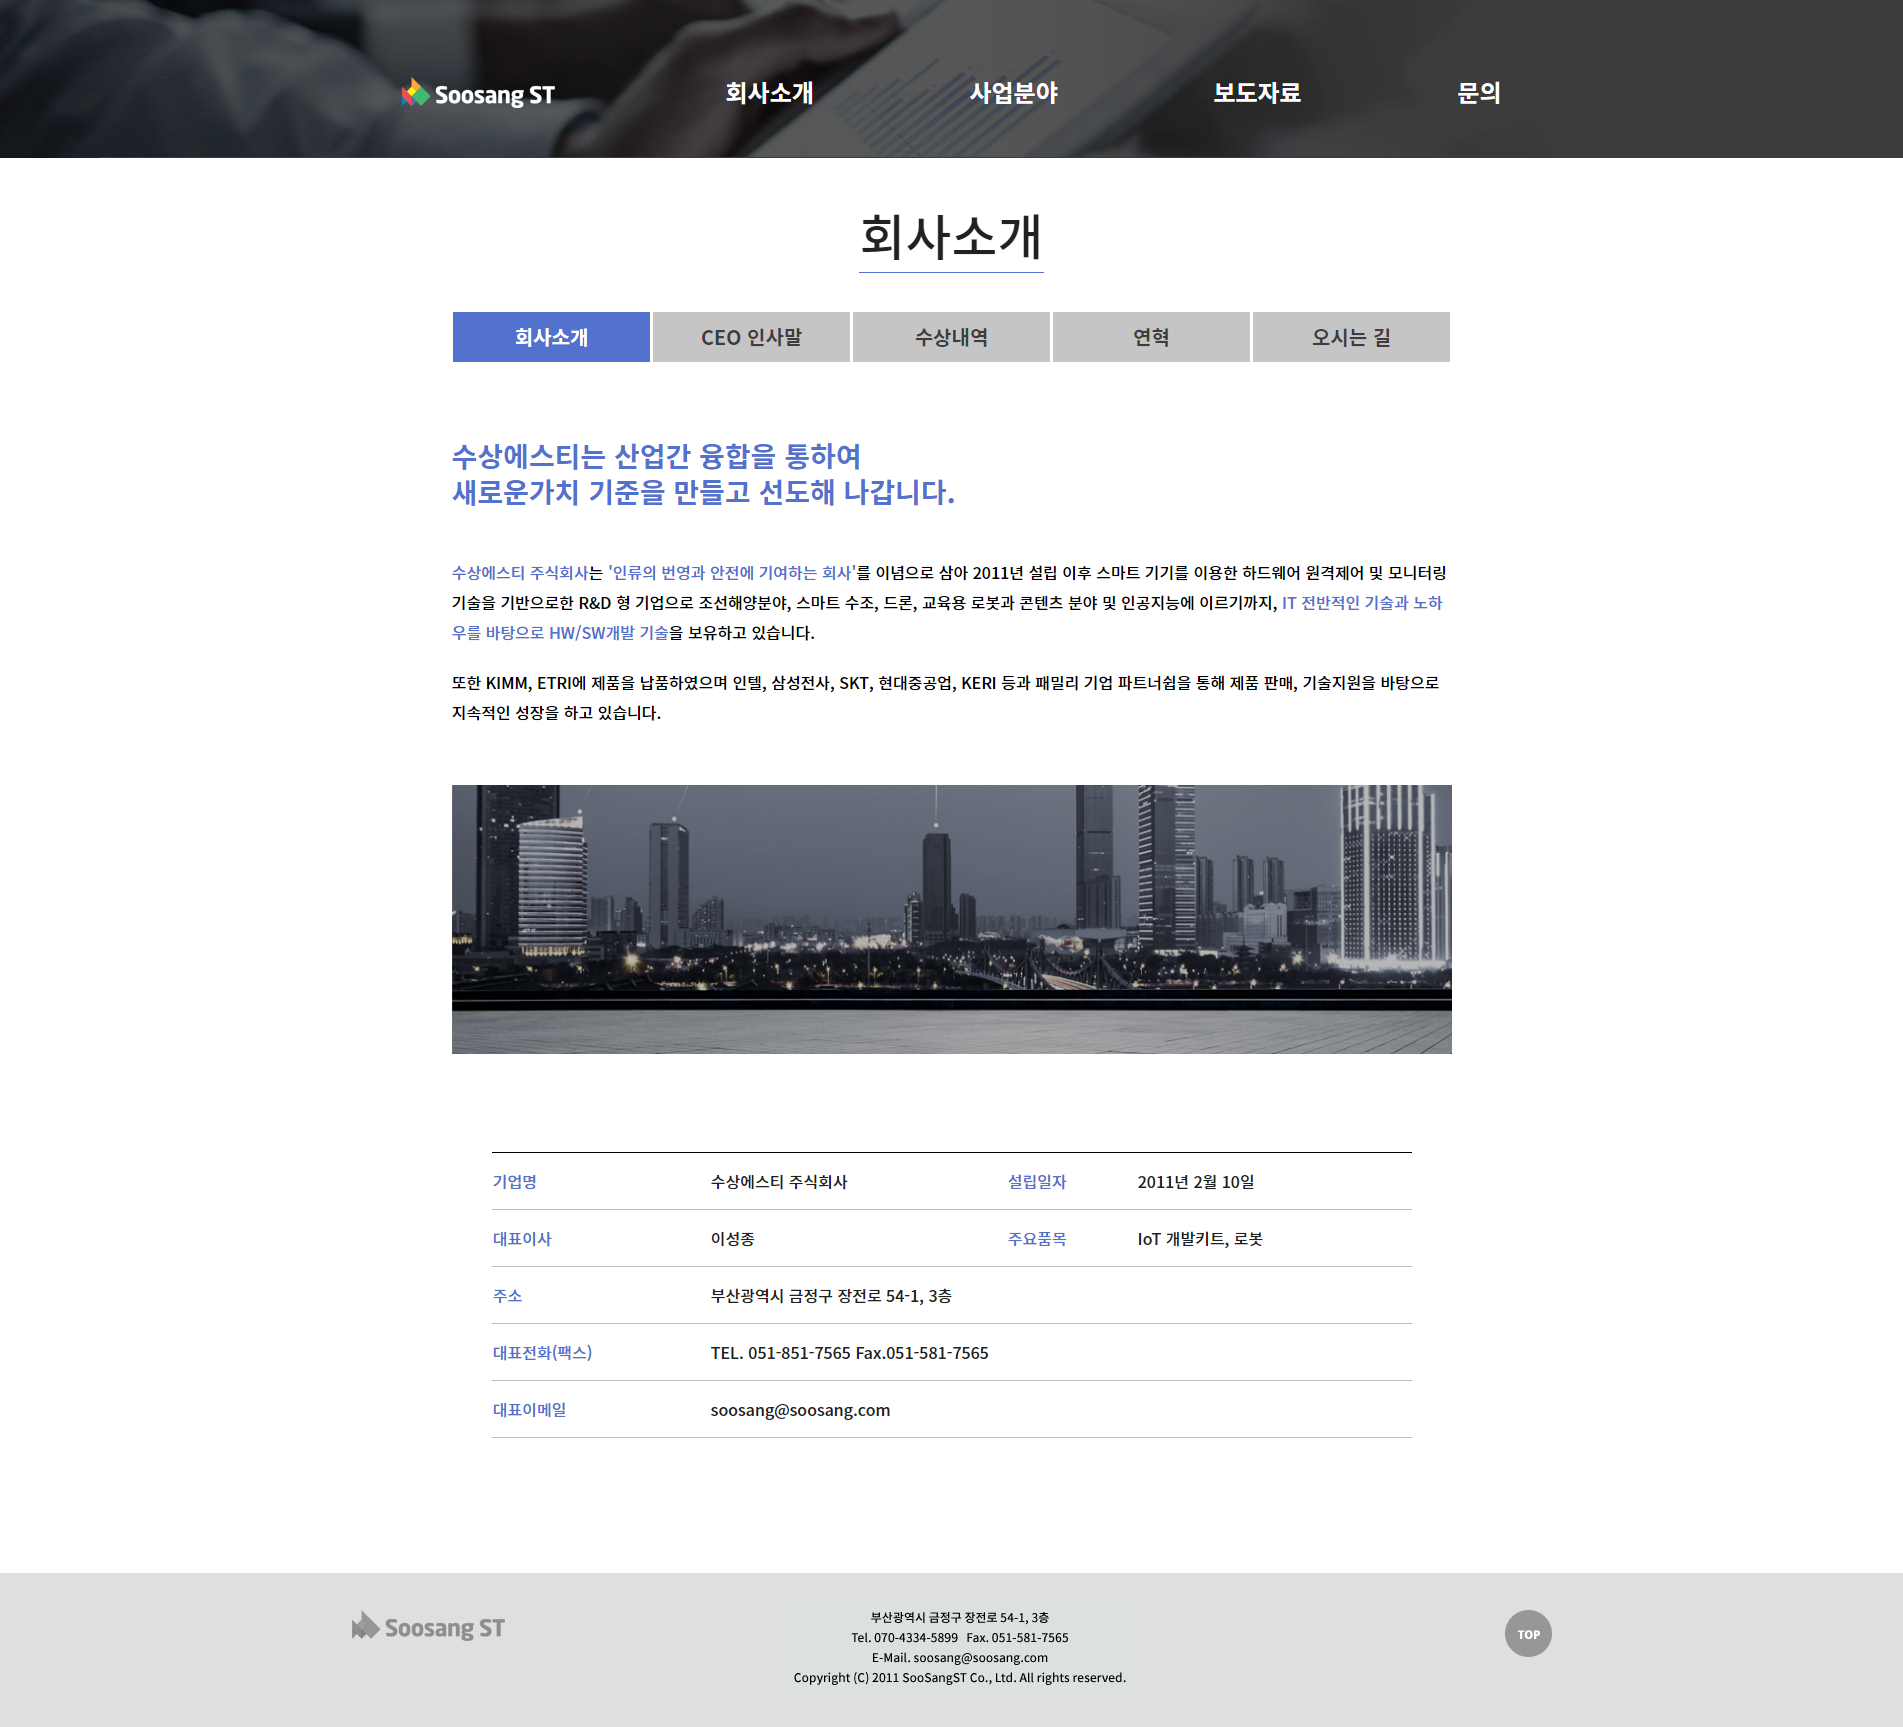 Soosang ST
회사소개
사업분야
보도자료
문의
회사소개
회사소개
CEO 인사말
수상내역
연혁
오시는 길
수상에스티는 산업간 융합을 통하여
새로운가치 기준을 만들고 선도해 나갑니다.
수상에스티 주식회사는 '인류의 번영과 안전에 기여하는 회사'를 이념으로 삼아 2011년 설립 이후 스마트 기기를 이용한 하드웨어 원격제어 및 모니터링
기술을 기반으로한 R&D 형 기업으로 조선해양분야, 스마트 수조, 드론, 교육용 로봇과 콘텐츠 분야 및 인공지능에 이르기까지, IT 전반적인 기술과 노하
우를 바탕으로 HW/SW개발 기술을 보유하고 있습니다.
또한 KIMM, ETRI에 제품을 납품하였으며 인텔, 삼성전사, SKT, 현대중공업, KERI 등과 패밀리 기업 파트너쉽을 통해 제품 판매, 기술지원을 바탕으로
지속적인 성장을 하고 있습니다.
기업명 수상에스티 주식회사 설립일자 2011년 2월 10일
대표이사 이성종 주요품목 IoT 개발키트, 로봇
주소 부산광역시 금정구 장전로 54-1, 3층
대표전화(팩스) TEL. 051-851-7565 Fax.051-581-7565
대표이메일 soosang@soosang.com
Soosang ST
부산광역시 금정구 장전로 54-1, 3층
Tel. 070-4334-5899 Fax. 051-581-7565
E-Mail. soosang@soosang.com
Copyright (C) 2011 SooSangST Co., Ltd. All rights reserved.
TOP